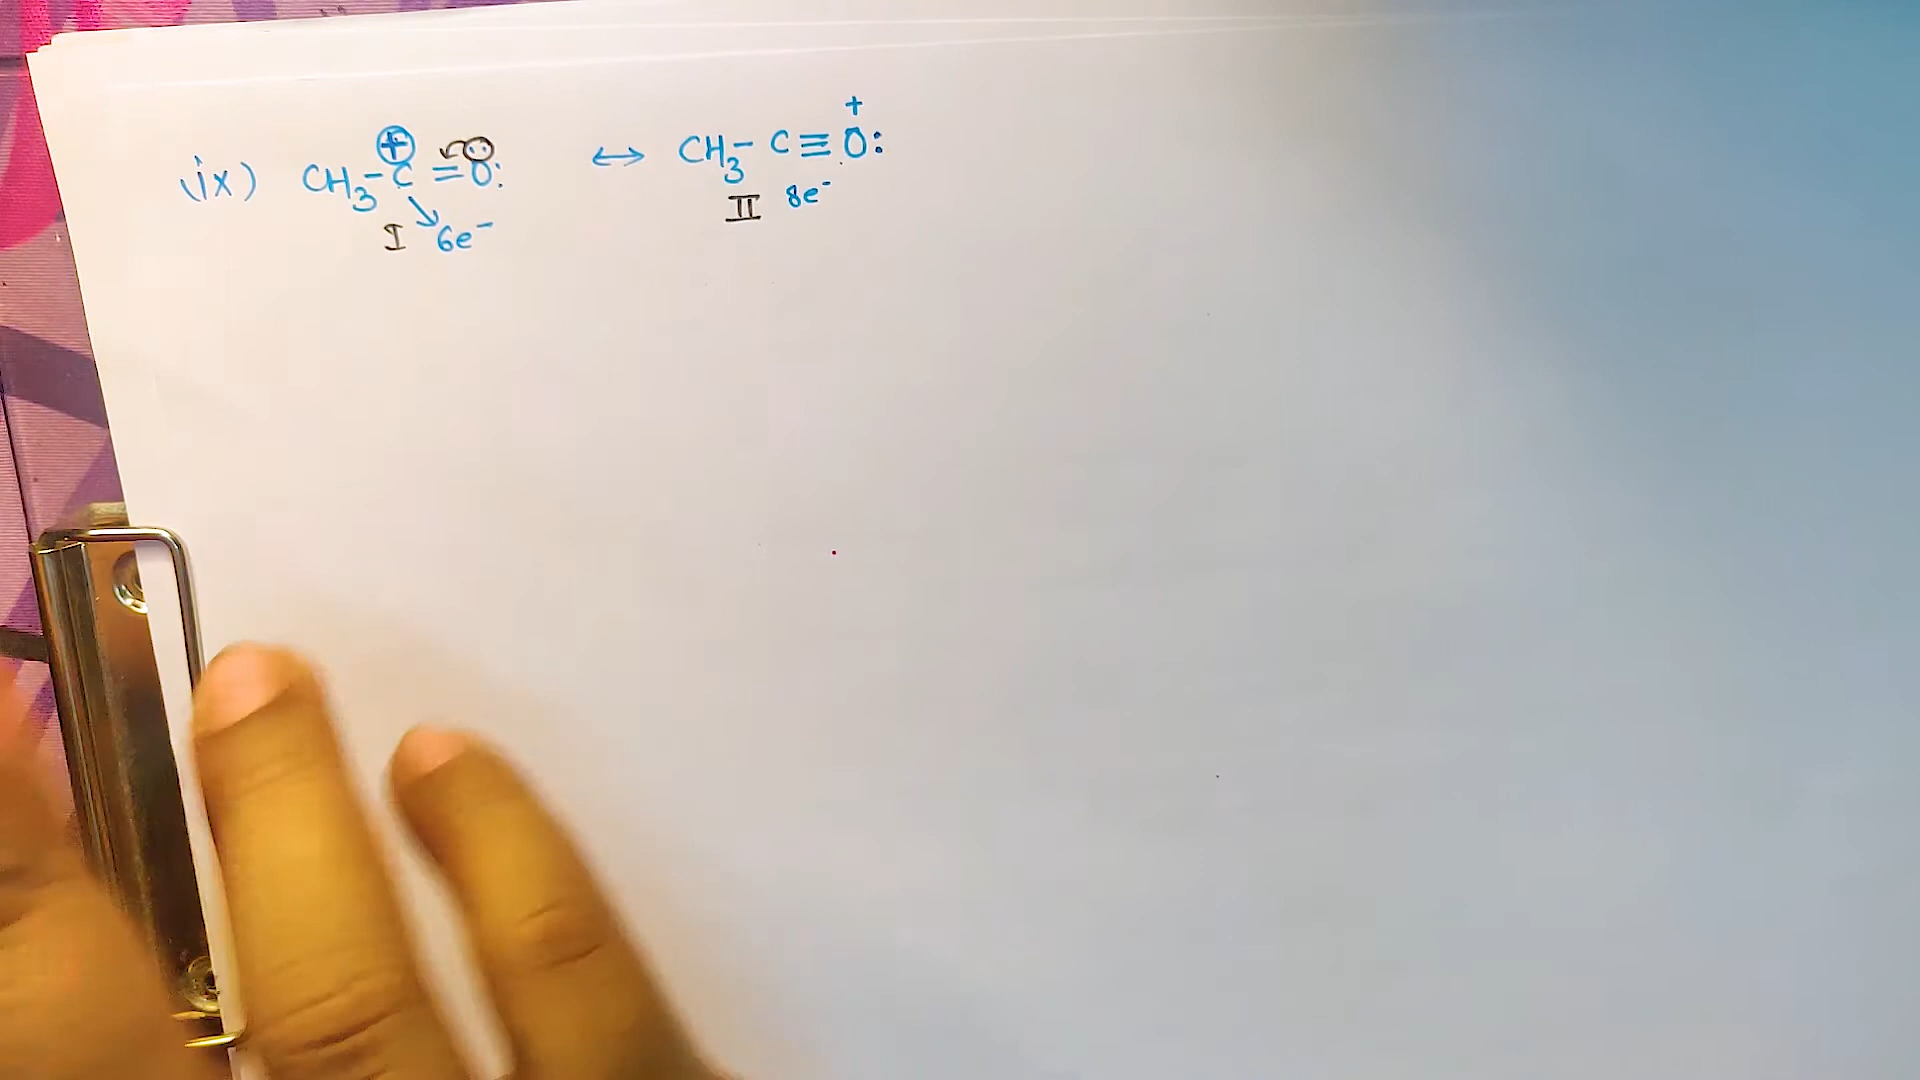 (ix) CH₃-C⊕=Ö: ↔ CH₃-C≡O⁺:
I 6e⁻ II 8e⁻